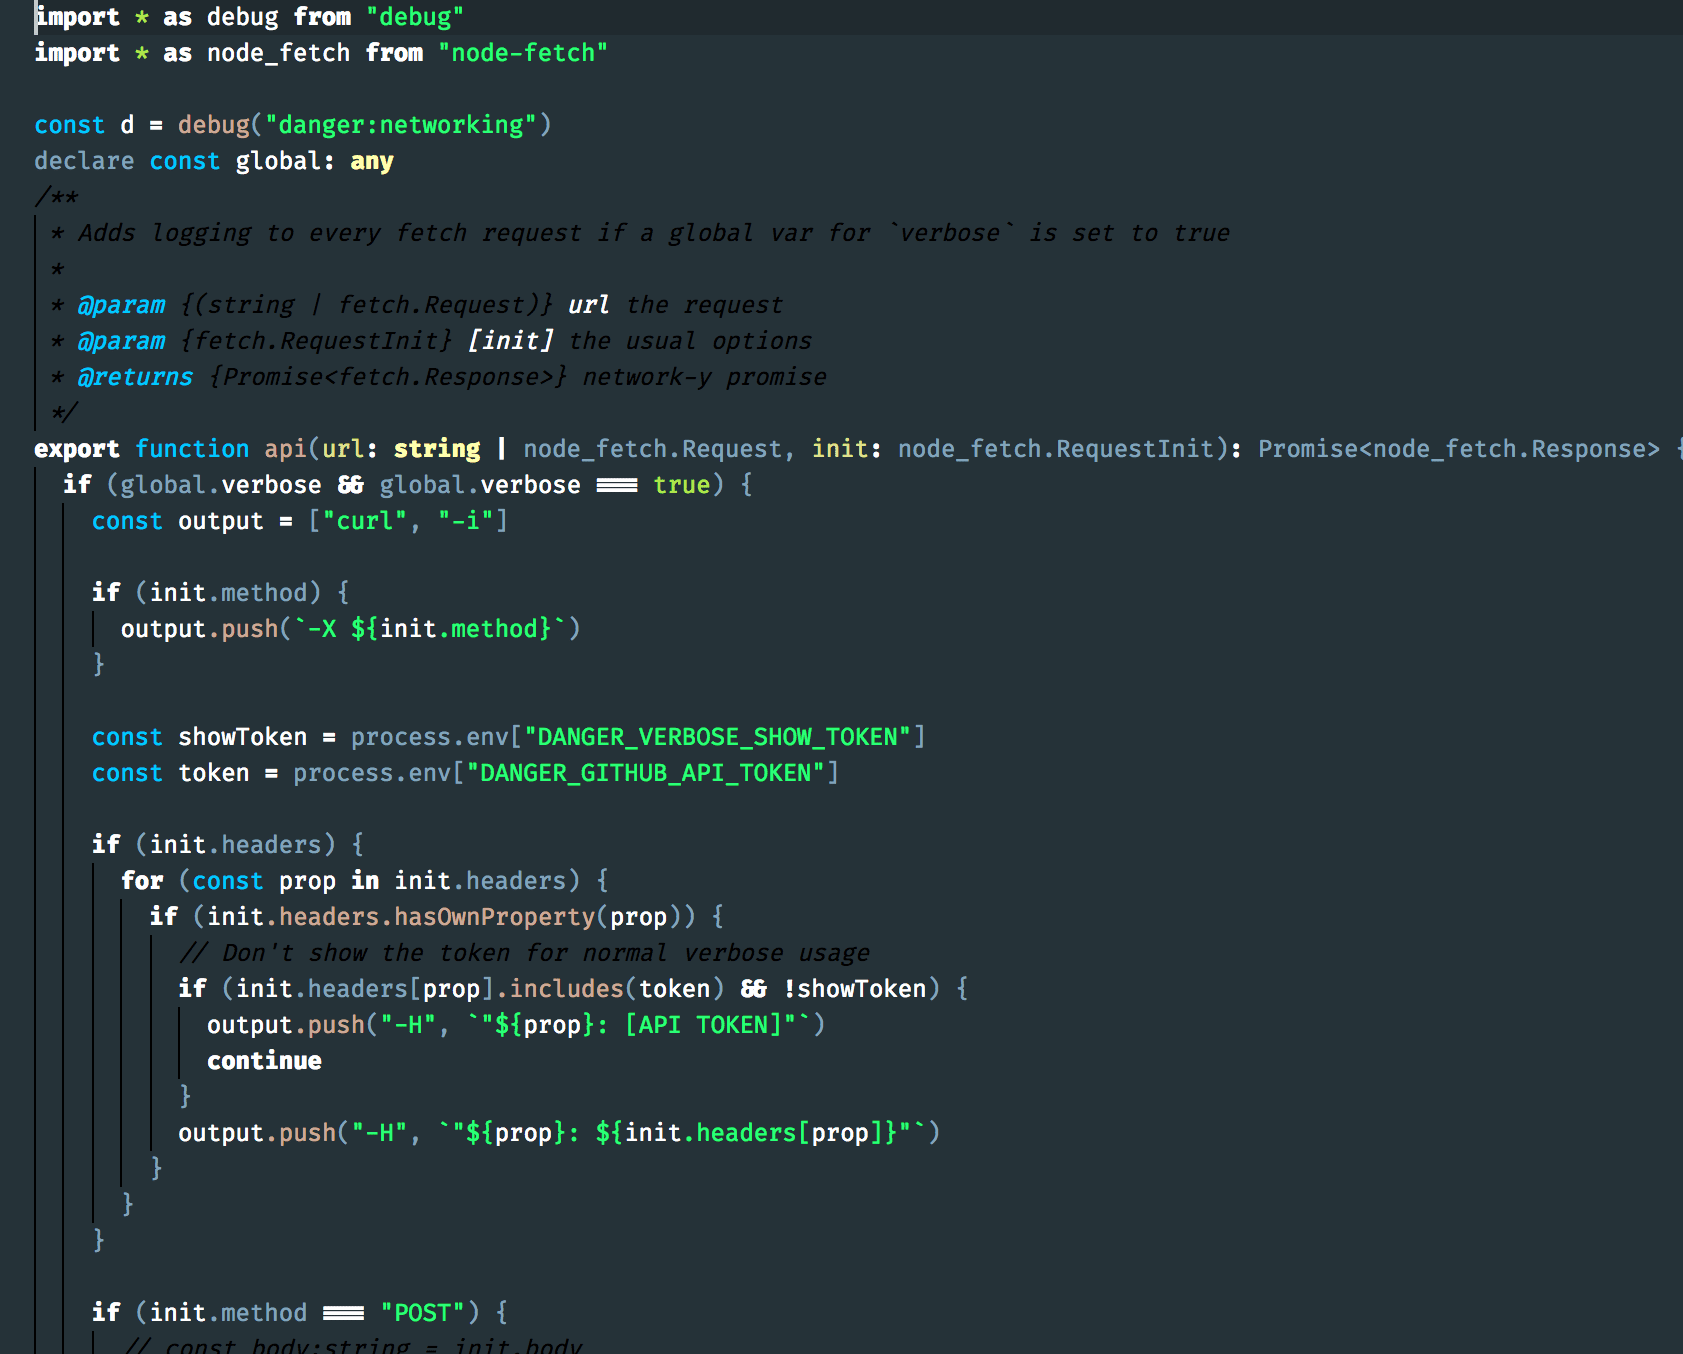 import * as debug from "debug"
import * as node_fetch from "node-fetch"

const d = debug("danger:networking")
declare const global: any
/**
 * Adds logging to every fetch request if a global var for `verbose` is set to true
 *
 * @param {(string | fetch.Request)} url the request
 * @param {fetch.RequestInit} [init] the usual options
 * @returns {Promise<fetch.Response>} network-y promise
 */
export function api(url: string | node_fetch.Request, init: node_fetch.RequestInit): Promise<node_fetch.Response> {
  if (global.verbose && global.verbose === true) {
    const output = ["curl", "-i"]

    if (init.method) {
      output.push(`-X ${init.method}`)
    }

    const showToken = process.env["DANGER_VERBOSE_SHOW_TOKEN"]
    const token = process.env["DANGER_GITHUB_API_TOKEN"]

    if (init.headers) {
      for (const prop in init.headers) {
        if (init.headers.hasOwnProperty(prop)) {
          // Don't show the token for normal verbose usage
          if (init.headers[prop].includes(token) && !showToken) {
            output.push("-H", `"${prop}: [API TOKEN]"`)
            continue
          }
          output.push("-H", `"${prop}: ${init.headers[prop]}"`)
        }
      }
    }

    if (init.method === "POST") {
      // const body:string = init.body